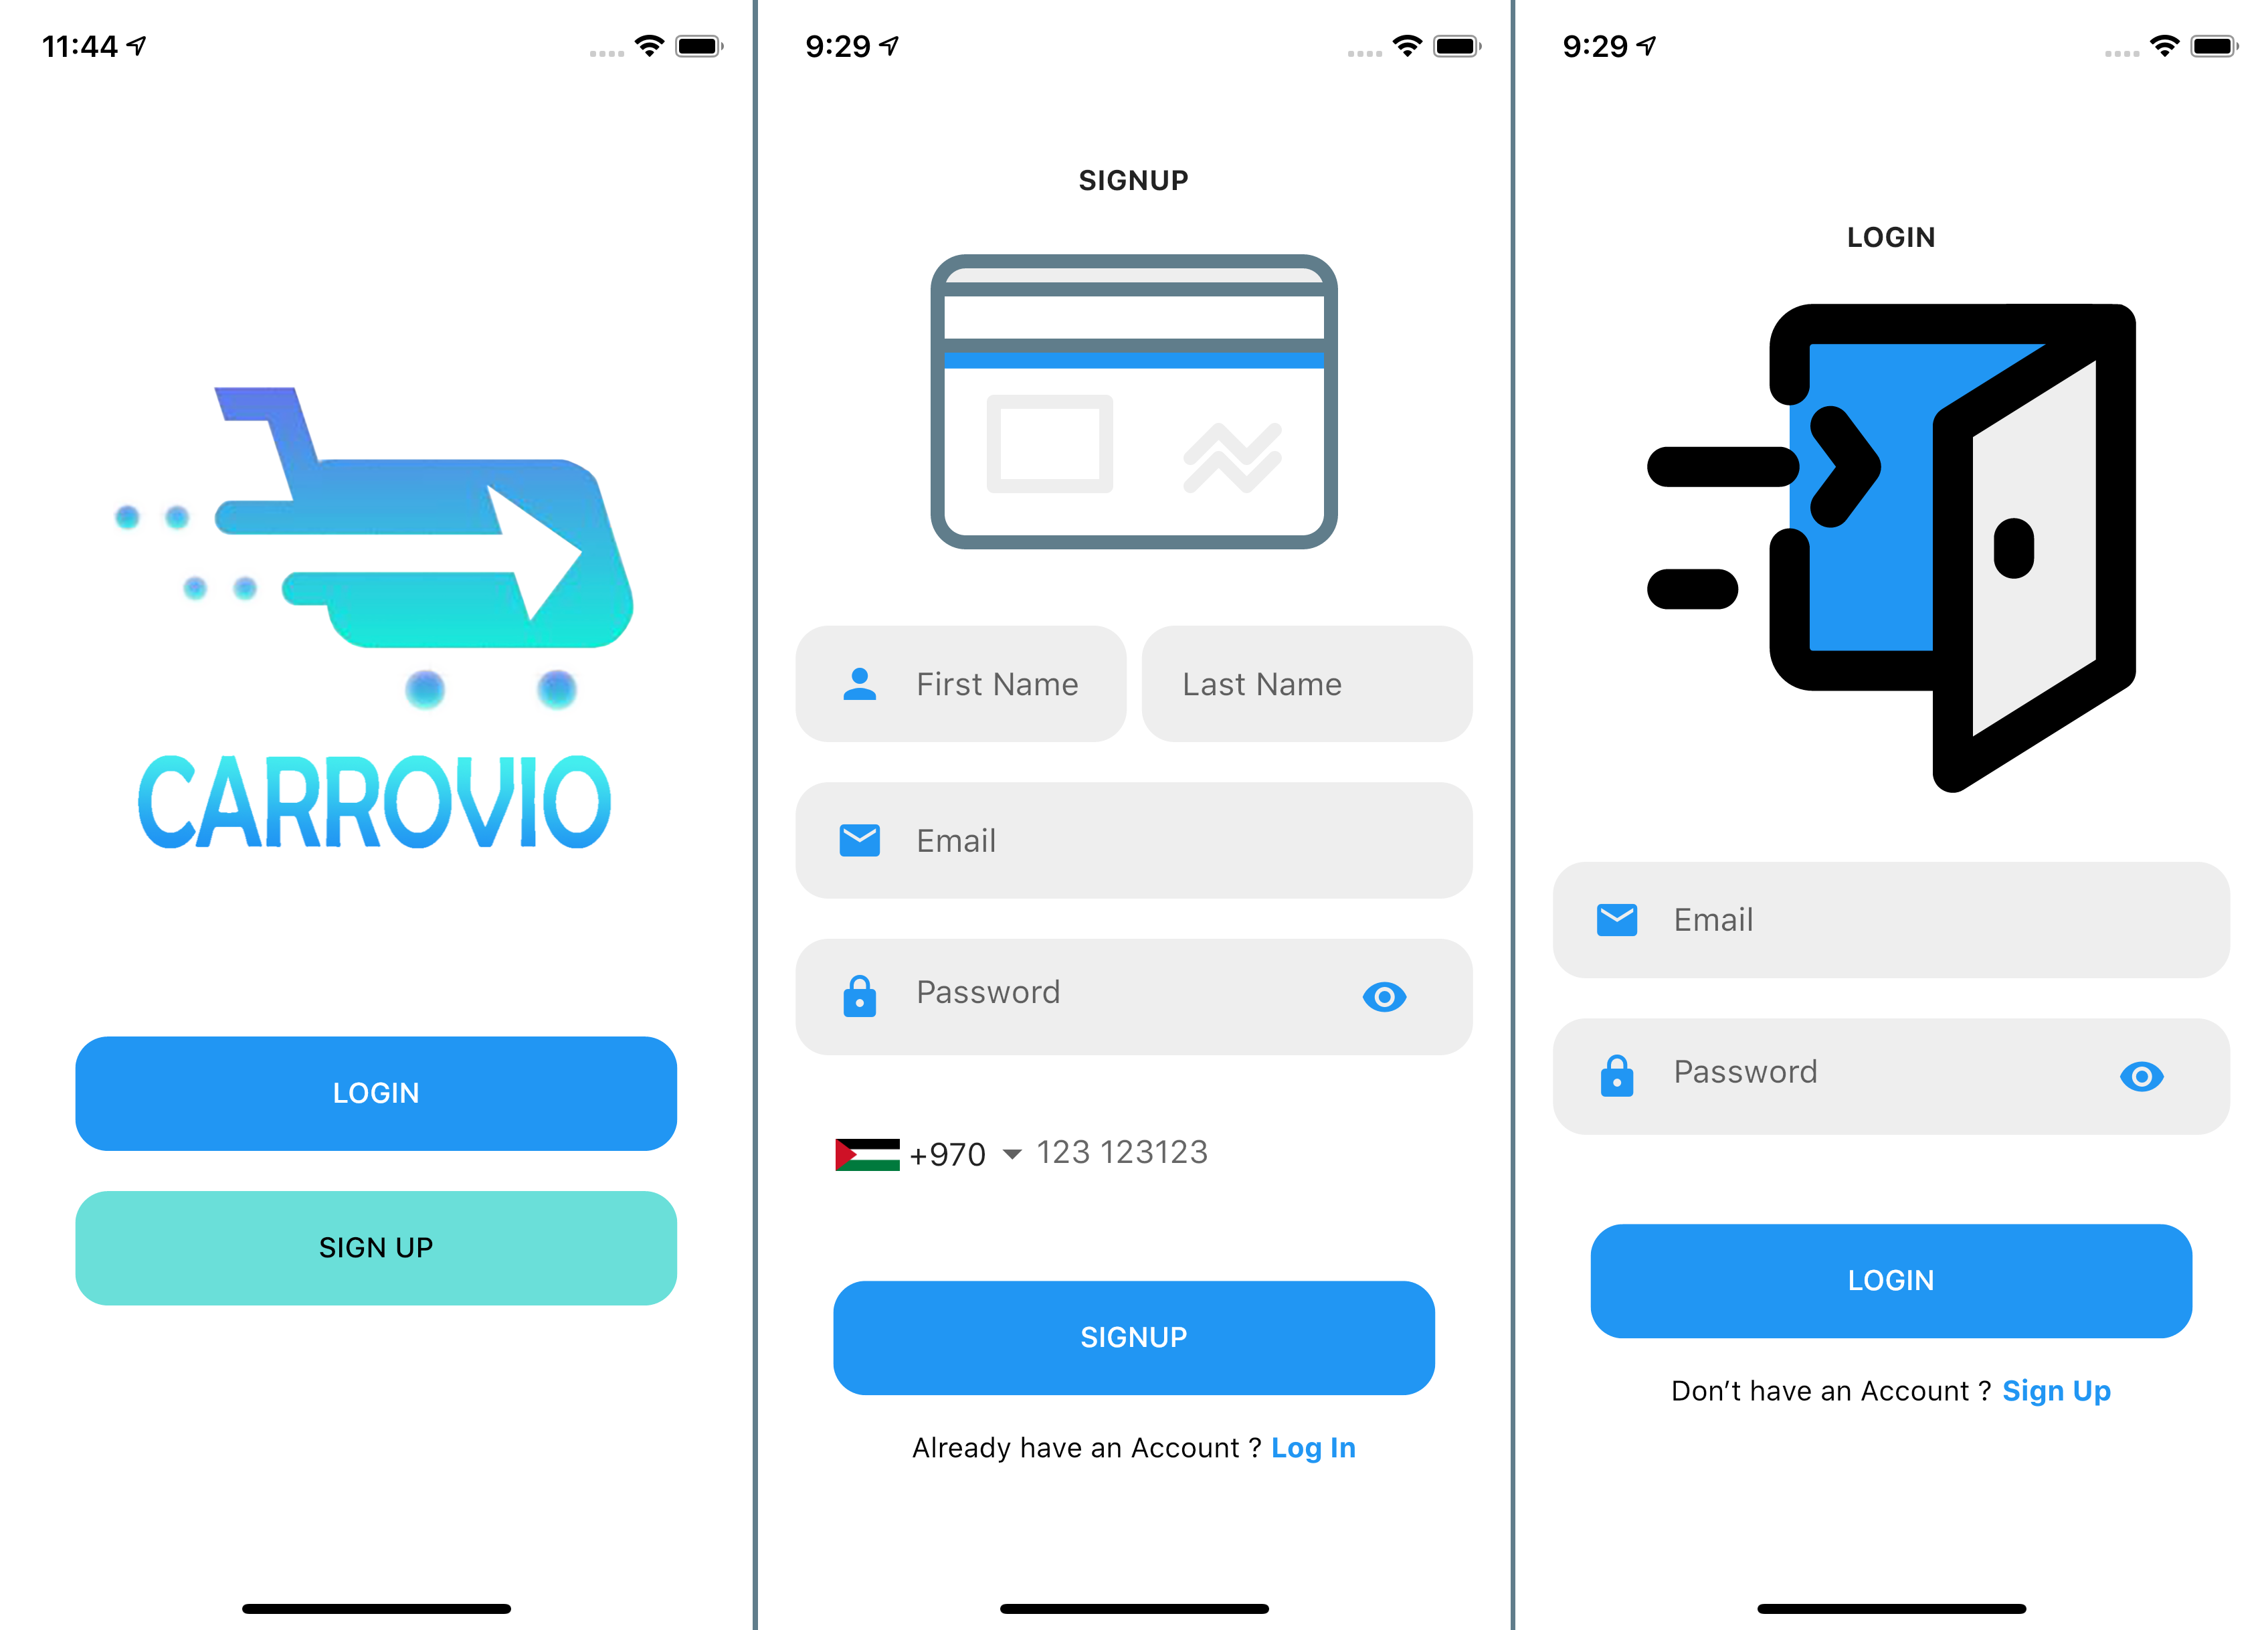 11:44
CARROVIO
LOGIN
SIGN UP
9:29
SIGNUP
First Name
Last Name
Email
Password
+970 123 123123
SIGNUP
Already have an Account ? Log In
9:29
LOGIN
Email
Password
LOGIN
Don’t have an Account ? Sign Up